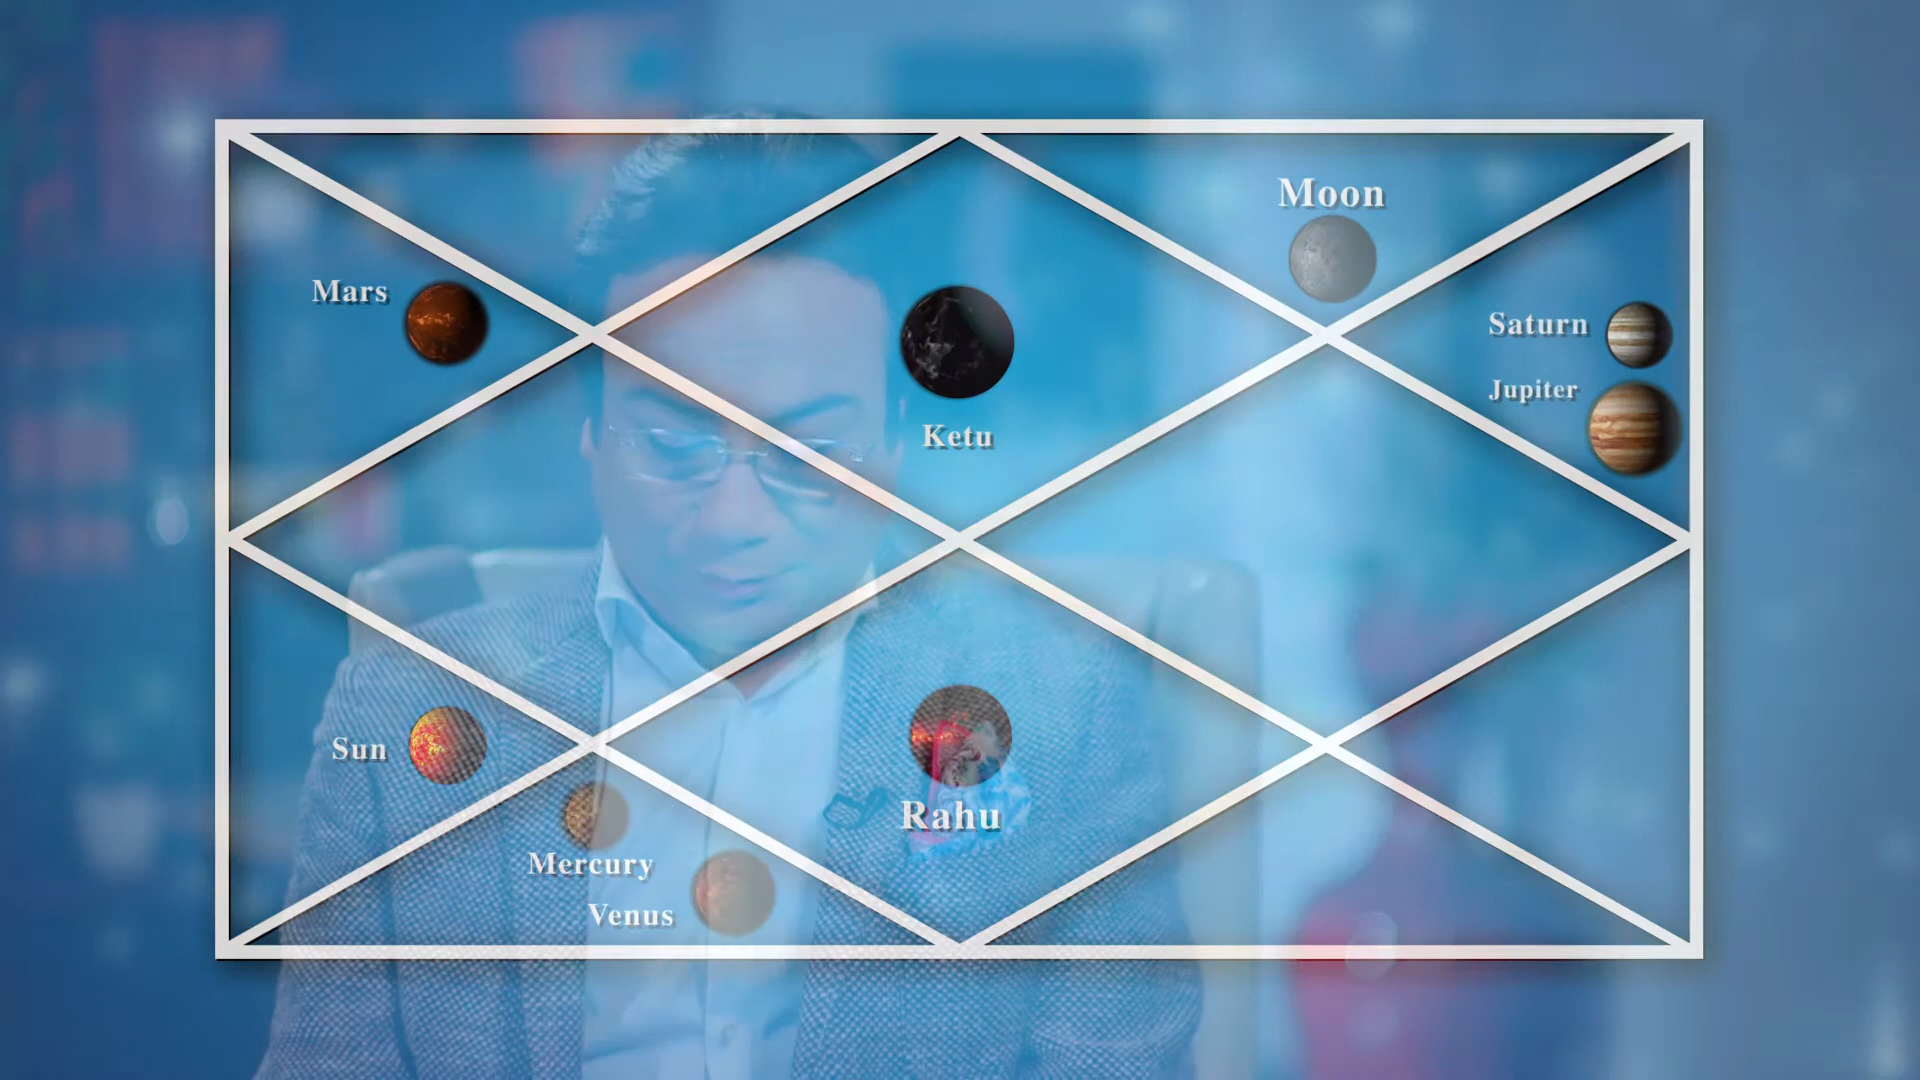 Moon
Mars
Saturn
Jupiter
Ketu
Sun
Rahu
Mercury
Venus